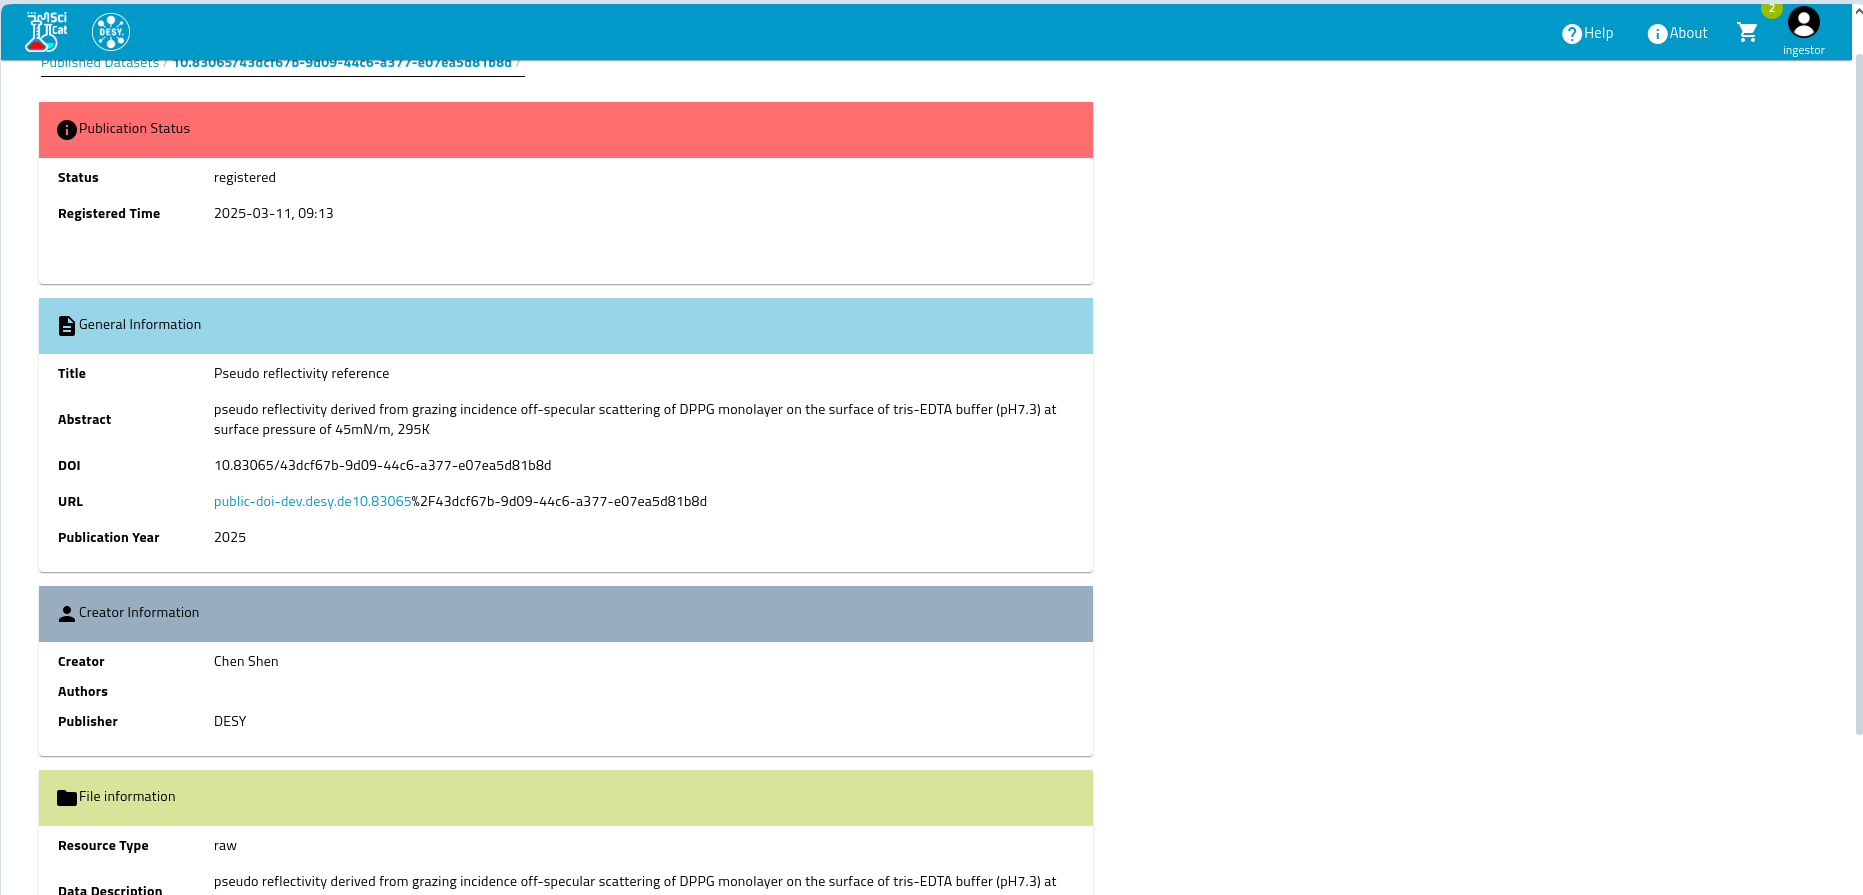 Sci
Cat
DESY.
Help
About
2
ingestor
Published Datasets / 10.83065/43dcf67b-9d09-44c6-a377-e07ea5d81b8d /
Publication Status
Status registered
Registered Time 2025-03-11, 09:13
General Information
Title Pseudo reflectivity reference
Abstract pseudo reflectivity derived from grazing incidence off-specular scattering of DPPG monolayer on the surface of tris-EDTA buffer (pH7.3) at
surface pressure of 45mN/m, 295K
DOI 10.83065/43dcf67b-9d09-44c6-a377-e07ea5d81b8d
URL public-doi-dev.desy.de10.83065%2F43dcf67b-9d09-44c6-a377-e07ea5d81b8d
Publication Year 2025
Creator Information
Creator Chen Shen
Authors
Publisher DESY
File information
Resource Type raw
Data Description pseudo reflectivity derived from grazing incidence off-specular scattering of DPPG monolayer on the surface of tris-EDTA buffer (pH7.3) at